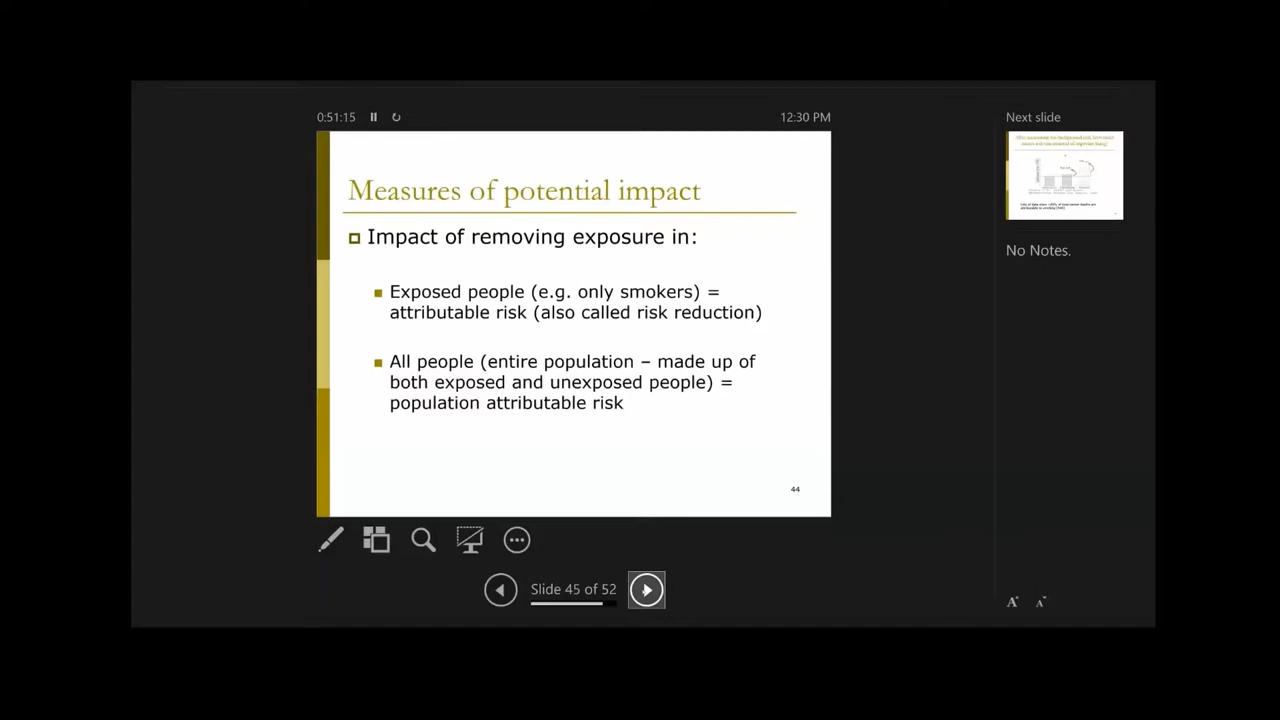 0:51:15
12:30 PM
Next slide
Measures of potential impact
Impact of removing exposure in:
Exposed people (e.g. only smokers) =
attributable risk (also called risk reduction)
All people (entire population – made up of
both exposed and unexposed people) =
population attributable risk
44
No Notes.
Slide 45 of 52
A
A